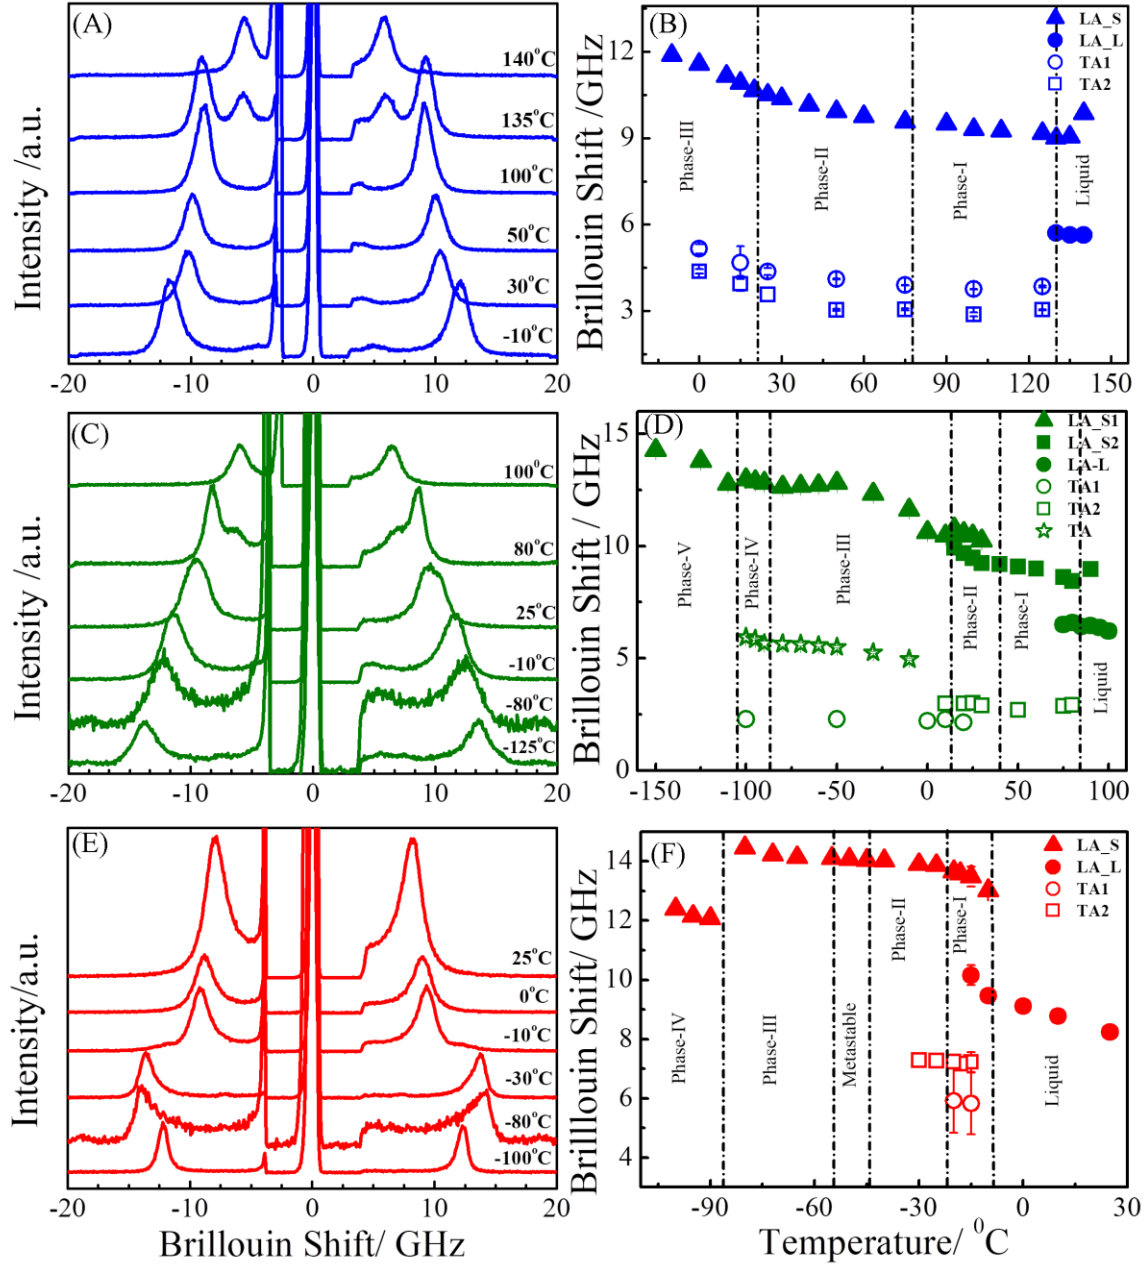 (A)
140°C
135°C
100°C
50°C
30°C
-10°C
Intensity /a.u.
-20 -10 0 10 20
(B)
LA_S
LA_L
TA1
TA2
Phase-III
Phase-II
Phase-I
Liquid
Brillouin Shift /GHz
12
9
6
3
0 30 60 90 120 150
(C)
100°C
80°C
25°C
-10°C
-80°C
-125°C
Intensity /a.u.
-20 -10 0 10 20
(D)
LA_S1
LA_S2
LA-L
TA1
TA2
TA
Phase-V
Phase-IV
Phase-III
Phase-II
Phase-I
Liquid
Brilllouin Shift / GHz
15
10
5
0
-150 -100 -50 0 50 100
(E)
25°C
0°C
-10°C
-30°C
-80°C
-100°C
Intensity/a.u.
-20 -10 0 10 20
Brillouin Shift/ GHz
(F)
LA_S
LA_L
TA1
TA2
Phase-IV
Phase-III
Metastable
Phase-II
Phase-I
Liquid
Brilllouin Shift/ GHz
14
12
10
8
6
4
-90 -60 -30 0 30
Temperature/ ⁰C